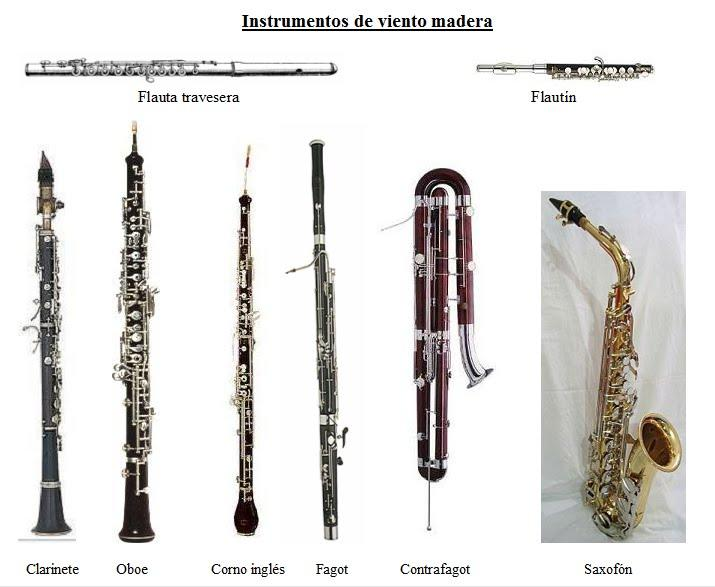 Instrumentos de viento madera
Flauta travesera Flautín
Clarinete Oboe Corno inglés Fagot Contrafagot Saxofón